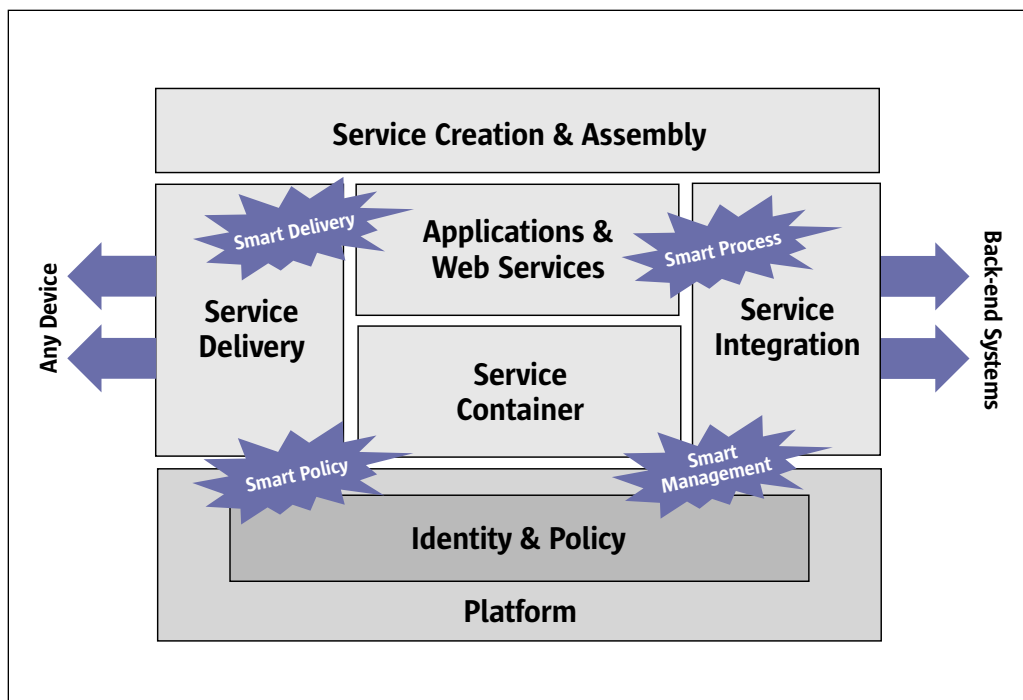 Service Creation & Assembly
Smart Delivery
Applications &
Web Services
Smart Process
Any Device
Service
Delivery
Service
Integration
Back-end Systems
Service
Container
Smart Policy
Smart
Management
Identity & Policy
Platform